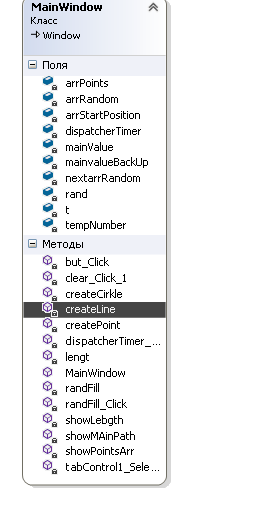 MainWindow
Класс
Window
Поля
arrPoints
arrRandom
arrStartPosition
dispatcherTimer
mainValue
mainvalueBackUp
nextarrRandom
rand
t
tempNumber
Методы
but_Click
clear_Click_1
createCirkle
createLine
createPoint
dispatcherTimer_...
lengt
MainWindow
randFill
randFill_Click
showLebgth
showMAinPath
showPointsArr
tabControl1_Sele...